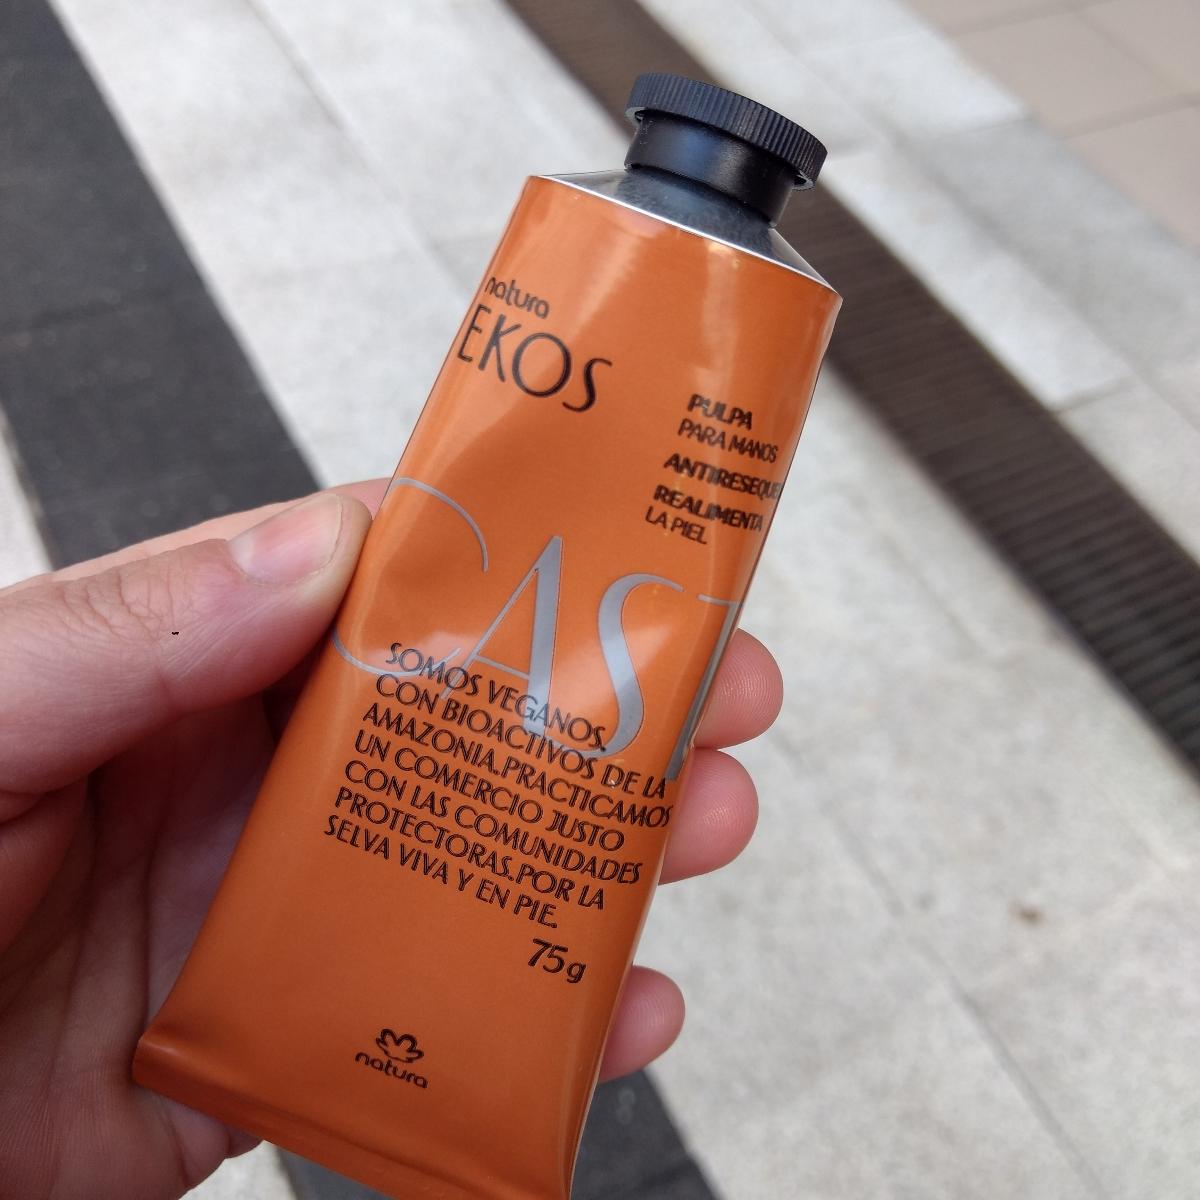 natura
EKOS
PULPA
PARA MANOS
ANTIRESEQUE
REALIMENTA
LA PIEL
CAST
SOMOS VEGANOS.
CON BIOACTIVOS DE LA
AMAZONIA.PRACTICAMOS
UN COMERCIO JUSTO
CON LAS COMUNIDADES
PROTECTORAS.POR LA
SELVA VIVA Y EN PIE.
75g
natura